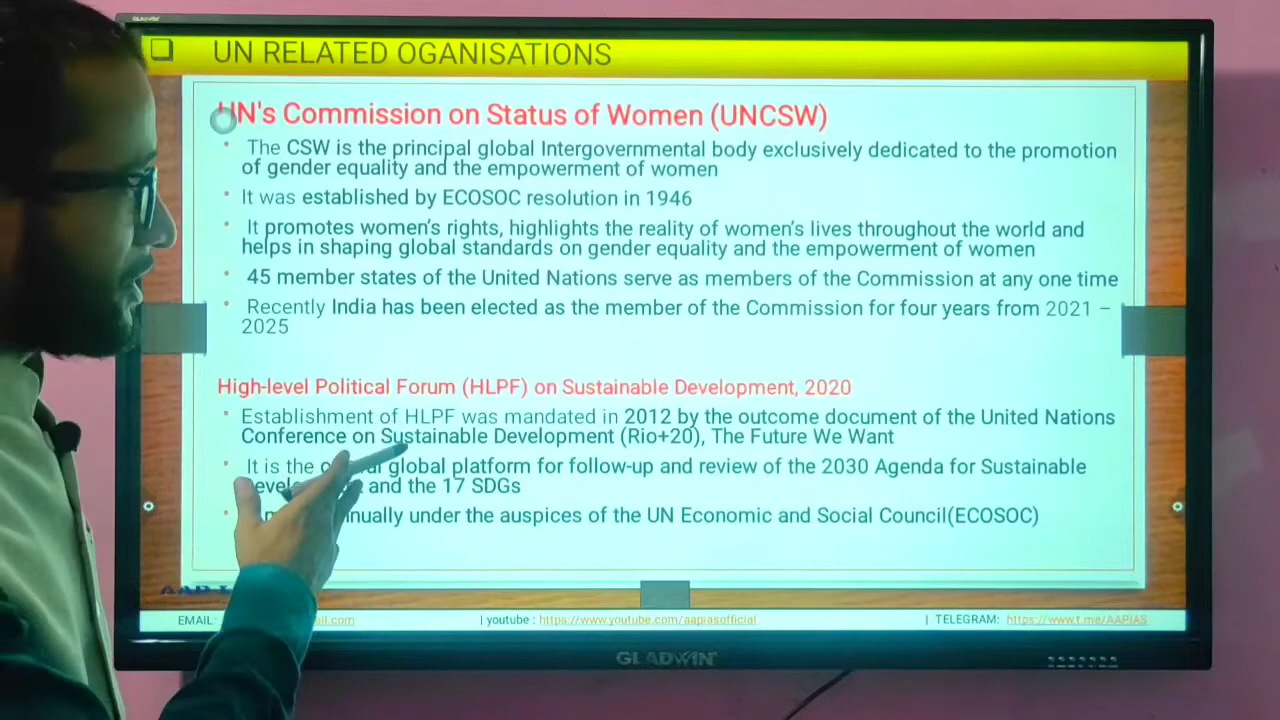 GLADWIN
❑ UN RELATED OGANISATIONS
UN's Commission on Status of Women (UNCSW)
• The CSW is the principal global Intergovernmental body exclusively dedicated to the promotion
of gender equality and the empowerment of women
• It was established by ECOSOC resolution in 1946
• It promotes women's rights, highlights the reality of women's lives throughout the world and
helps in shaping global standards on gender equality and the empowerment of women
• 45 member states of the United Nations serve as members of the Commission at any one time
• Recently India has been elected as the member of the Commission for four years from 2021 –
2025
High-level Political Forum (HLPF) on Sustainable Development, 2020
• Establishment of HLPF was mandated in 2012 by the outcome document of the United Nations
Conference on Sustainable Development (Rio+20), The Future We Want
• It is the global platform for follow-up and review of the 2030 Agenda for Sustainable
and the 17 SDGs
• under the auspices of the UN Economic and Social Council(ECOSOC)
EMAIL: | youtube : https://www.youtube.com/aapiasofficial | TELEGRAM: https://www.t.me/AAPIAS
GLADWIN